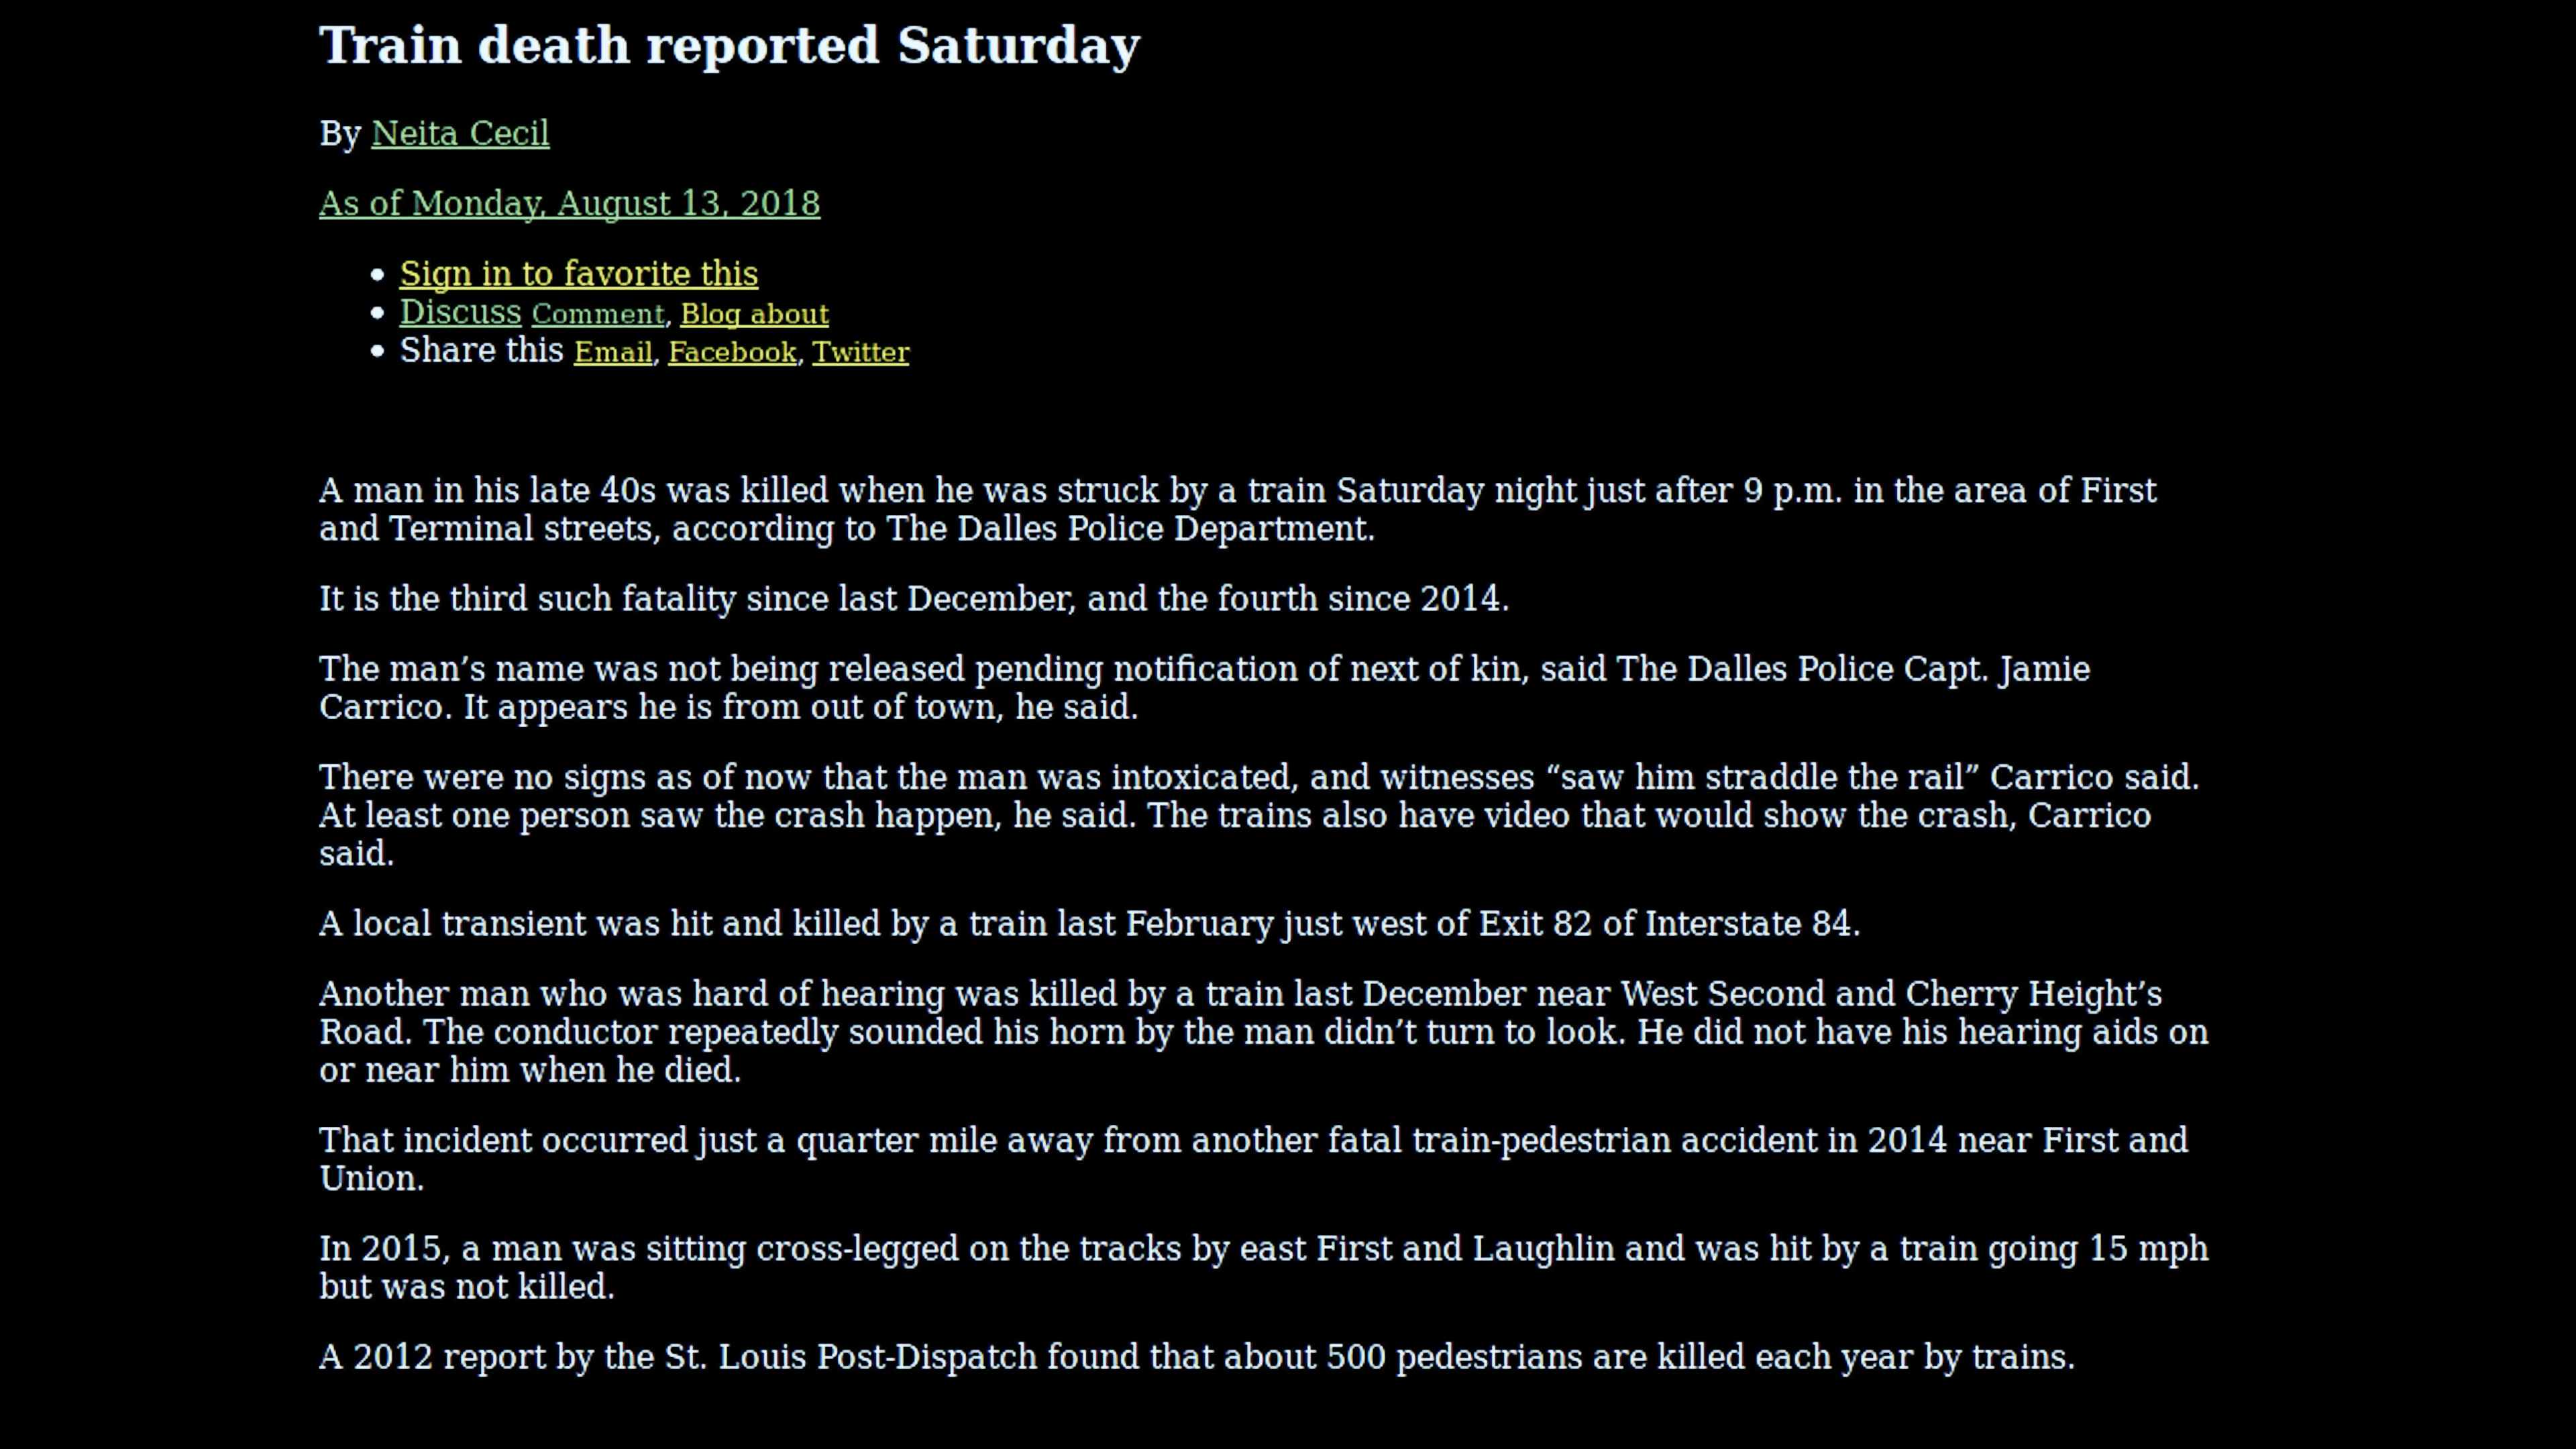 Train death reported Saturday
By Neita Cecil
As of Monday, August 13, 2018
• Sign in to favorite this
• Discuss Comment, Blog about
• Share this Email, Facebook, Twitter
A man in his late 40s was killed when he was struck by a train Saturday night just after 9 p.m. in the area of First
and Terminal streets, according to The Dalles Police Department.
It is the third such fatality since last December, and the fourth since 2014.
The man’s name was not being released pending notification of next of kin, said The Dalles Police Capt. Jamie
Carrico. It appears he is from out of town, he said.
There were no signs as of now that the man was intoxicated, and witnesses “saw him straddle the rail” Carrico said.
At least one person saw the crash happen, he said. The trains also have video that would show the crash, Carrico
said.
A local transient was hit and killed by a train last February just west of Exit 82 of Interstate 84.
Another man who was hard of hearing was killed by a train last December near West Second and Cherry Height’s
Road. The conductor repeatedly sounded his horn by the man didn’t turn to look. He did not have his hearing aids on
or near him when he died.
That incident occurred just a quarter mile away from another fatal train-pedestrian accident in 2014 near First and
Union.
In 2015, a man was sitting cross-legged on the tracks by east First and Laughlin and was hit by a train going 15 mph
but was not killed.
A 2012 report by the St. Louis Post-Dispatch found that about 500 pedestrians are killed each year by trains.